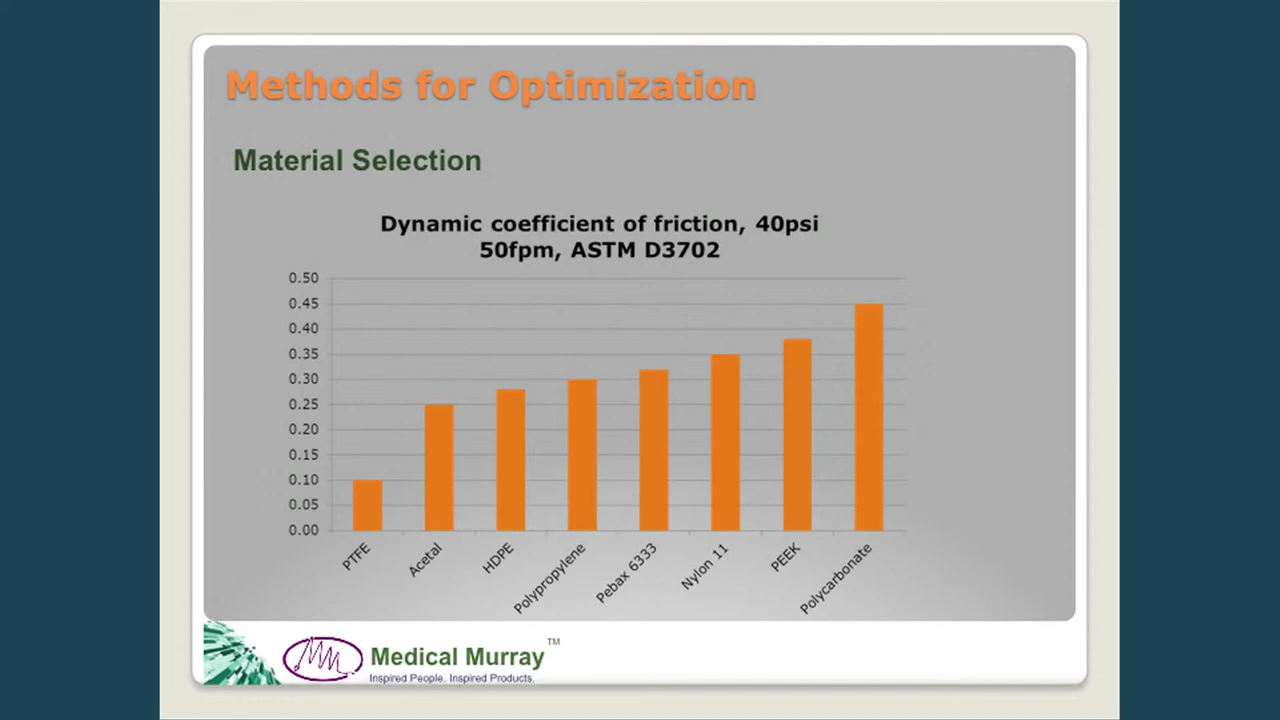 Methods for Optimization
Material Selection
Dynamic coefficient of friction, 40psi
50fpm, ASTM D3702
0.50
0.45
0.40
0.35
0.30
0.25
0.20
0.15
0.10
0.05
0.00
PTFE
Acetal
HDPE
Polypropylene
Pebax 6333
Nylon 11
PEEK
Polycarbonate
MM
Medical Murray™
Inspired People. Inspired Products.